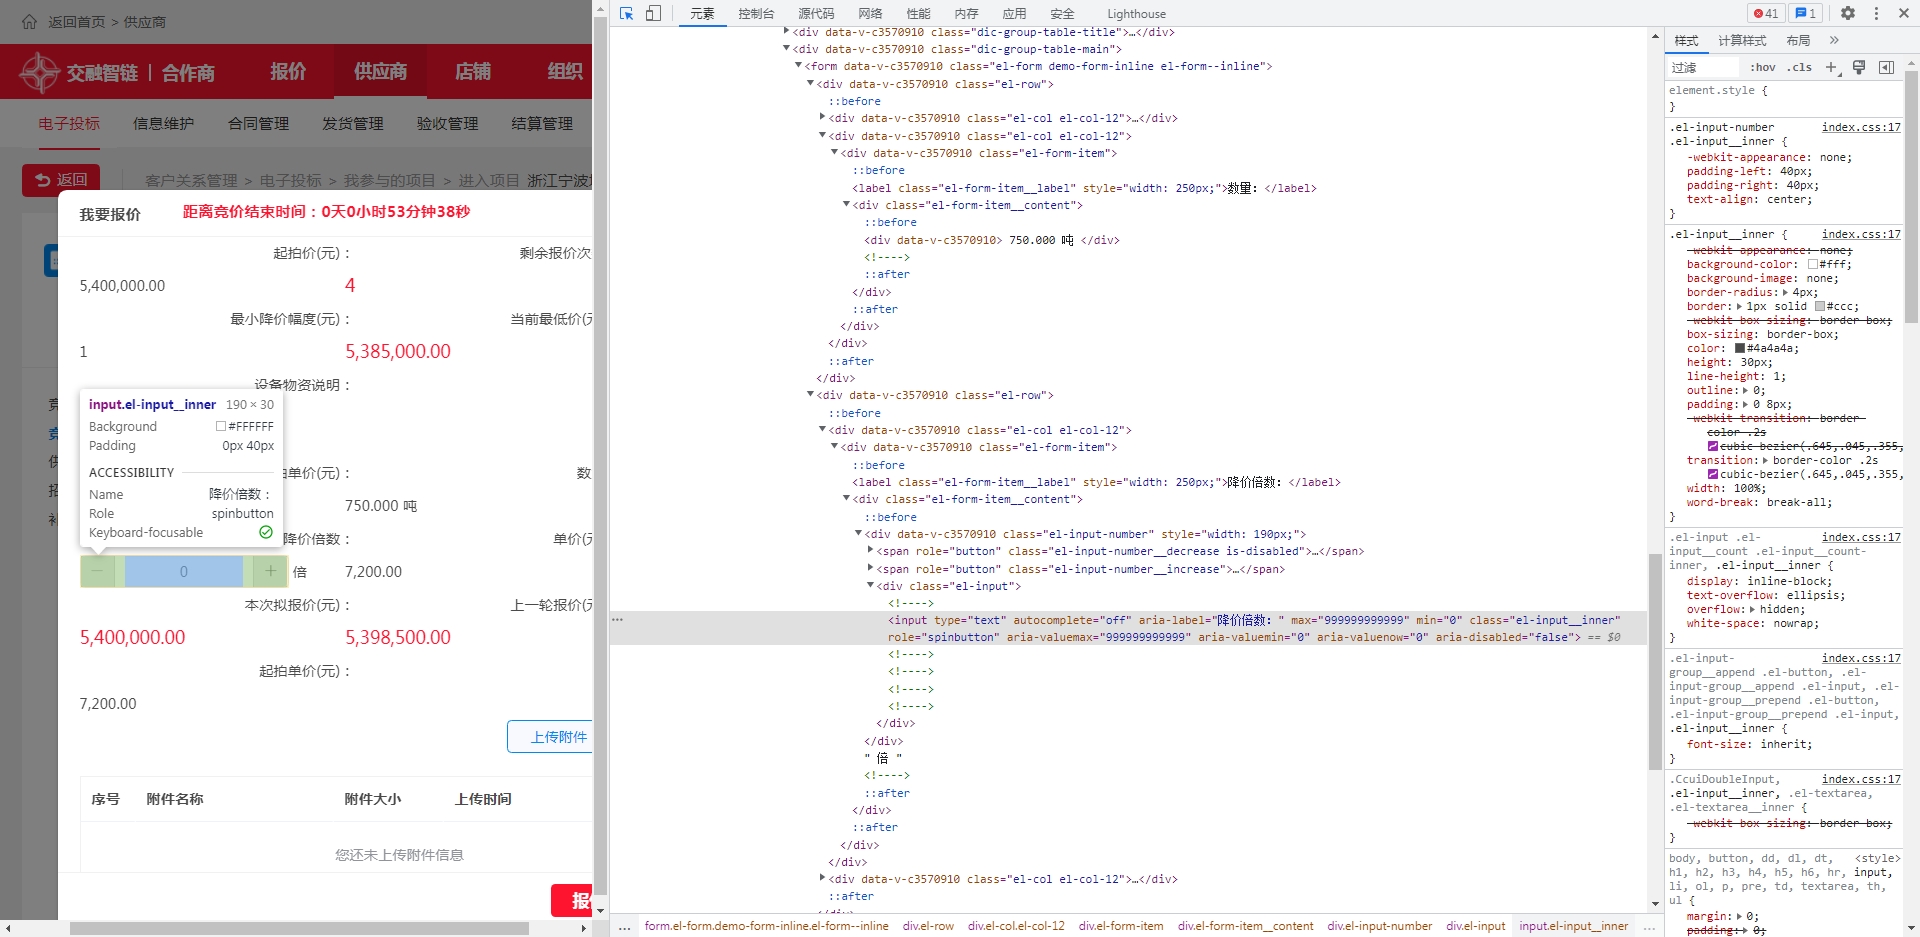 返回首页 > 供应商
交融智链 | 合作商
报价
供应商
店铺
组织
电子投标
信息维护
合同管理
发货管理
验收管理
结算管理
返回
客户关系管理 > 电子投标 > 我参与的项目 > 进入项目 浙江宁波
我要报价
距离竞价结束时间：0天0小时53分钟38秒
起拍价(元)：
剩余报价次
5,400,000.00
4
最小降价幅度(元)：
当前最低价(元
1
5,385,000.00
设备物资说明：
input.el-input__inner 190 × 30
Background #FFFFFF
Padding 0px 40px
ACCESSIBILITY
Name 降价倍数：
Role spinbutton
Keyboard-focusable
拍单价(元)：
数
750.000 吨
降价倍数：
单价(元
− 0 + 倍
7,200.00
本次拟报价(元)：
上一轮报价(元
5,400,000.00
5,398,500.00
起拍单价(元)：
7,200.00
上传附件
序号
附件名称
附件大小
上传时间
您还未上传附件信息
报
元素
控制台
源代码
网络
性能
内存
应用
安全
Lighthouse
41
1
<div data-v-c3570910 class="dic-group-table-title">…</div>
<div data-v-c3570910 class="dic-group-table-main">
<form data-v-c3570910 class="el-form demo-form-inline el-form--inline">
<div data-v-c3570910 class="el-row">
::before
<div data-v-c3570910 class="el-col el-col-12">…</div>
<div data-v-c3570910 class="el-col el-col-12">
<div data-v-c3570910 class="el-form-item">
::before
<label class="el-form-item__label" style="width: 250px;">数量：</label>
<div class="el-form-item__content">
::before
<div data-v-c3570910> 750.000 吨 </div>
<!---->
::after
</div>
::after
</div>
</div>
::after
</div>
<div data-v-c3570910 class="el-row">
::before
<div data-v-c3570910 class="el-col el-col-12">
<div data-v-c3570910 class="el-form-item">
::before
<label class="el-form-item__label" style="width: 250px;">降价倍数：</label>
<div class="el-form-item__content">
::before
<div data-v-c3570910 class="el-input-number" style="width: 190px;">
<span role="button" class="el-input-number__decrease is-disabled">…</span>
<span role="button" class="el-input-number__increase">…</span>
<div class="el-input">
<!---->
<input type="text" autocomplete="off" aria-label="降价倍数：" max="999999999999" min="0" class="el-input__inner"
role="spinbutton" aria-valuemax="999999999999" aria-valuemin="0" aria-valuenow="0" aria-disabled="false"> == $0
<!---->
<!---->
<!---->
<!---->
</div>
</div>
" 倍 "
<!---->
::after
</div>
::after
</div>
</div>
<div data-v-c3570910 class="el-col el-col-12">…</div>
::after
… form.el-form.demo-form-inline.el-form--inline div.el-row div.el-col.el-col-12 div.el-form-item div.el-form-item__content div.el-input-number div.el-input input.el-input__inner …
样式
计算样式
布局
»
过滤
:hov .cls +
element.style {
}
.el-input-number index.css:17
.el-input__inner {
-webkit-appearance: none;
padding-left: 40px;
padding-right: 40px;
text-align: center;
}
.el-input__inner { index.css:17
-webkit-appearance: none;
background-color: #fff;
background-image: none;
border-radius: 4px;
border: 1px solid #ccc;
-webkit-box-sizing: border-box;
box-sizing: border-box;
color: #4a4a4a;
height: 30px;
line-height: 1;
outline: 0;
padding: 0 8px;
-webkit-transition: border-
color .2s
cubic-bezier(.645,.045,.355,
transition: border-color .2s
cubic-bezier(.645,.045,.355,
width: 100%;
word-break: break-all;
}
.el-input .el- index.css:17
input__count .el-input__count-
inner, .el-input__inner {
display: inline-block;
text-overflow: ellipsis;
overflow: hidden;
white-space: nowrap;
}
.el-input- index.css:17
group__append .el-button, .el-
input-group__append .el-input, .el-
input-group__prepend .el-button,
.el-input-group__prepend .el-input,
.el-input__inner {
font-size: inherit;
}
.CcuiDoubleInput, index.css:17
.el-input__inner, .el-textarea,
.el-textarea__inner {
-webkit-box-sizing: border-box;
}
body, button, dd, dl, dt, <style>
h1, h2, h3, h4, h5, h6, hr, input,
li, ol, p, pre, td, textarea, th,
ul {
margin: 0;
padding: 0;